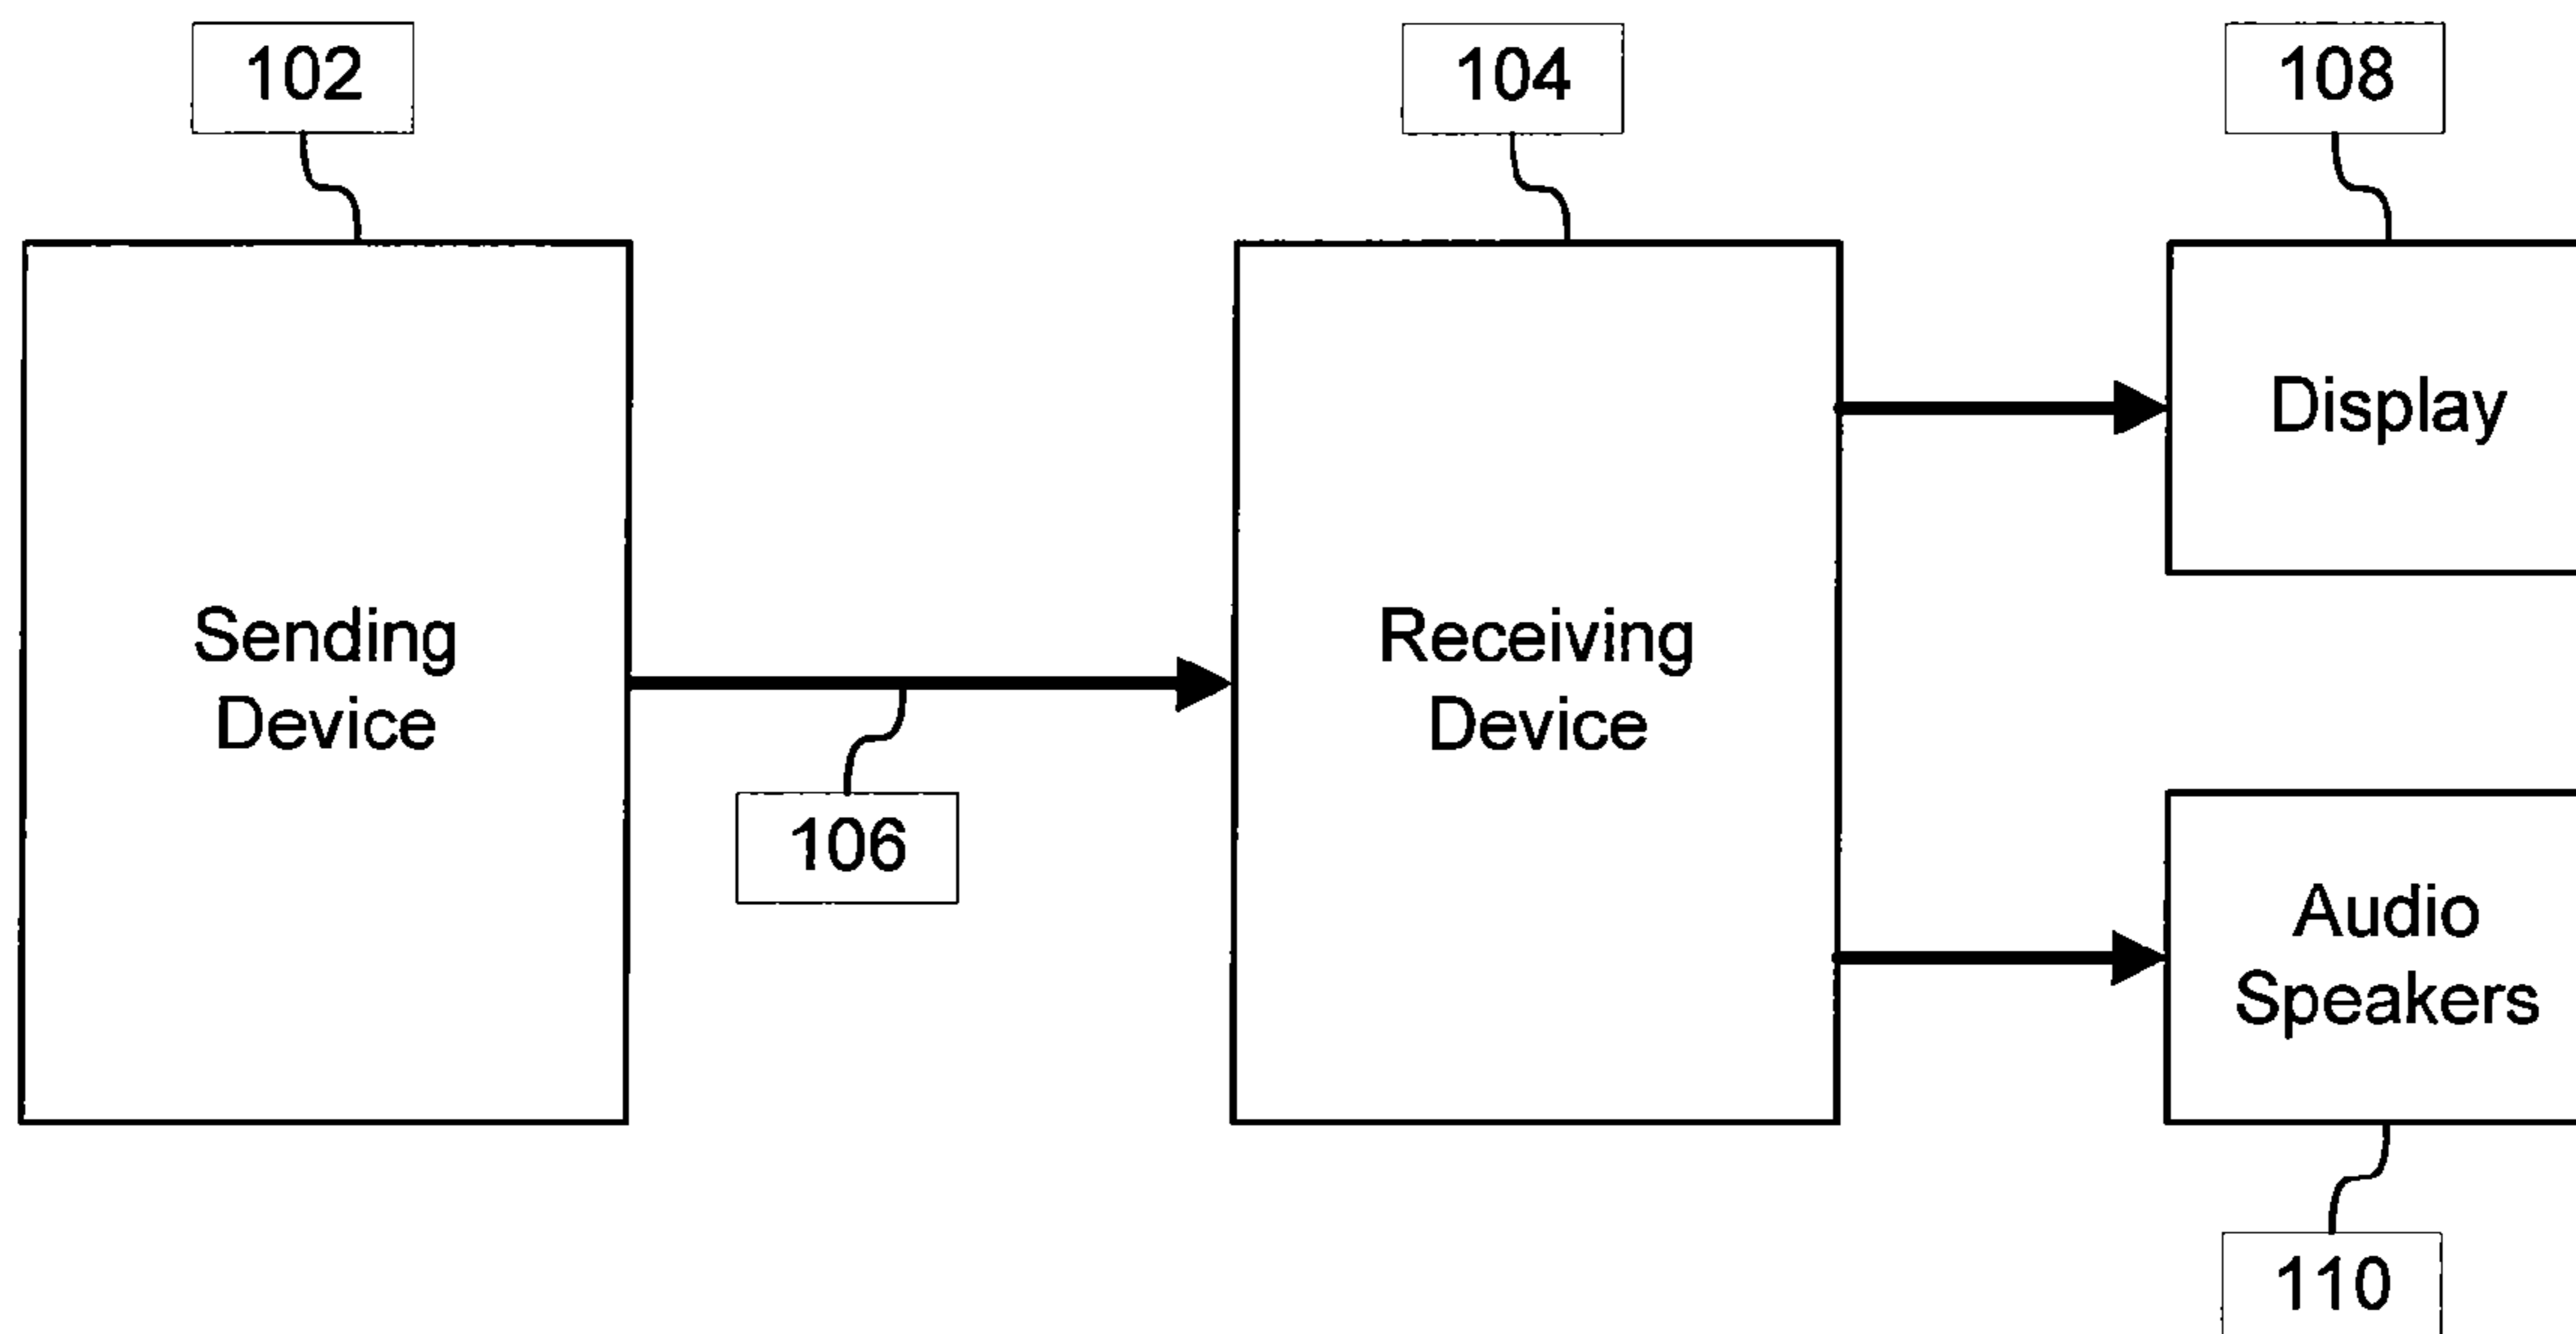 102
104
108
Display
Sending
Device
Receiving
Device
106
Audio
Speakers
110